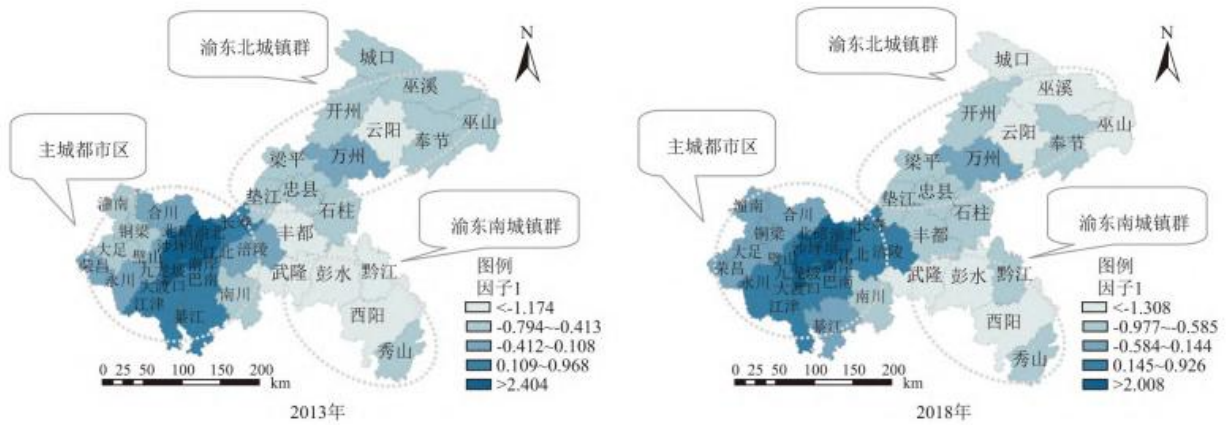 渝东北城镇群
N
城口
巫溪
开州
云阳
巫山
奉节
主城都市区
万州
梁平
忠县
垫江
石柱
渝东南城镇群
潼南
合川
长寿
铜梁
丰都
大足
涪陵
荣昌
璧山
武隆
彭水
黔江
永川
巴南
南川
江津
綦江
酉阳
秀山
图例
因子1
<-1.174
-0.794~-0.413
-0.412~0.108
0.109~0.968
>2.404
0 25 50 100 150 200
km
2013年
渝东北城镇群
N
城口
巫溪
开州
云阳
巫山
奉节
主城都市区
万州
梁平
忠县
垫江
石柱
渝东南城镇群
潼南
合川
长寿
铜梁
丰都
大足
涪陵
荣昌
璧山
武隆
彭水
黔江
永川
巴南
南川
江津
綦江
酉阳
秀山
图例
因子1
<-1.308
-0.977~-0.585
-0.584~0.144
0.145~0.926
>2.008
0 25 50 100 150 200
km
2018年